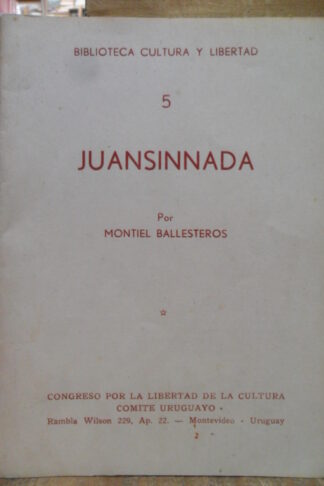 BIBLIOTECA CULTURA Y LIBERTAD
5
JUANSINNADA
Por
MONTIEL BALLESTEROS
CONGRESO POR LA LIBERTAD DE LA CULTURA
COMITE URUGUAYO
Rambla Wilson 229, Ap. 22. — Montevideo - Uruguay